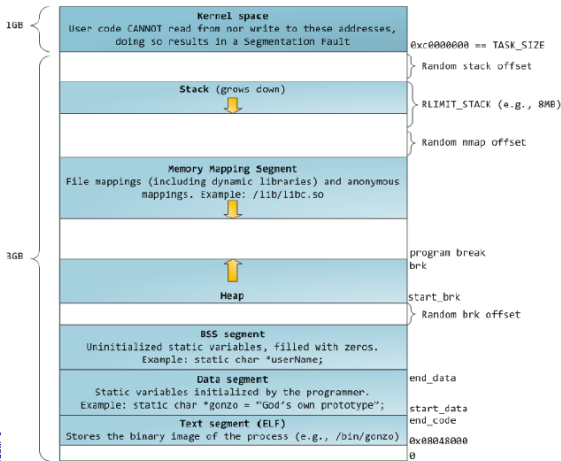 Kernel space
1GB
User code CANNOT read from nor write to these addresses,
doing so results in a Segmentation Fault
0xc0000000 == TASK_SIZE
Random stack offset
Stack (grows down)
RLIMIT_STACK (e.g., 8MB)
Random mmap offset
Memory Mapping Segment
File mappings (including dynamic libraries) and anonymous
mappings. Example: /lib/libc.so
3GB
program break
brk
Heap
start_brk
Random brk offset
BSS segment
Uninitialized static variables, filled with zeros.
Example: static char *userName;
Data segment
end_data
Static variables initialized by the programmer.
Example: static char *gonzo = "God's own prototype";
start_data
end_code
Text segment (ELF)
Stores the binary image of the process (e.g., /bin/gonzo)
0x08048000
0